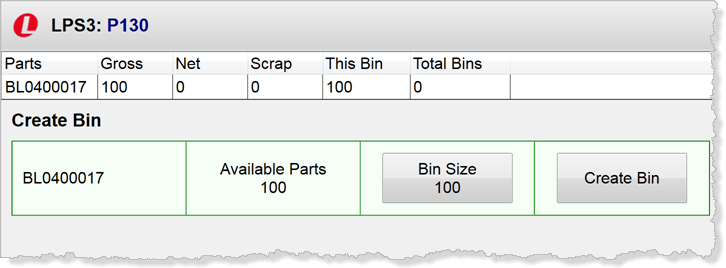 L LPS3: P130
Parts Gross Net Scrap This Bin Total Bins
BL0400017 100 0 0 100 0
Create Bin
BL0400017
Available Parts
100
Bin Size
100
Create Bin